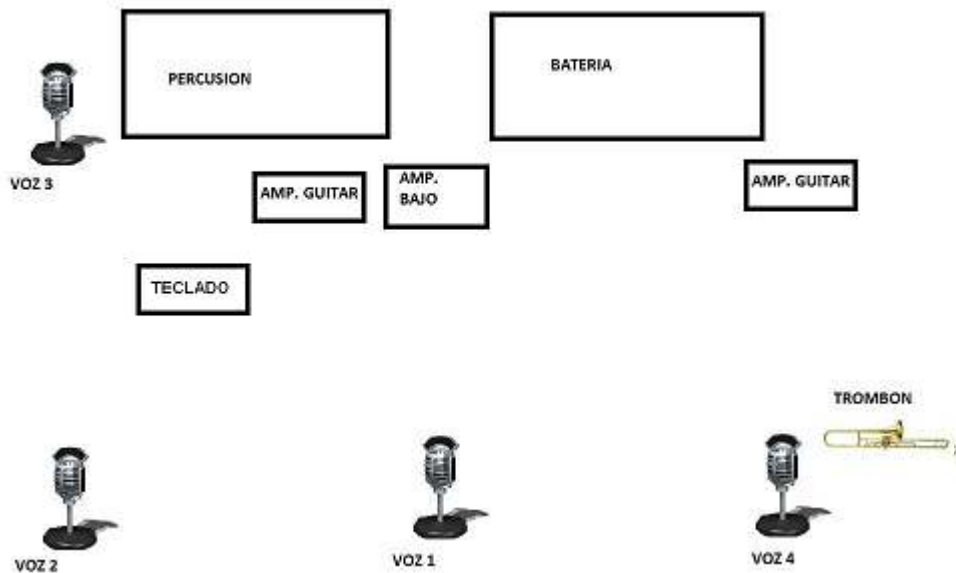 PERCUSION
BATERIA
VOZ 3
AMP. GUITAR
AMP.
BAJO
AMP. GUITAR
TECLADO
TROMBON
VOZ 2
VOZ 1
VOZ 4